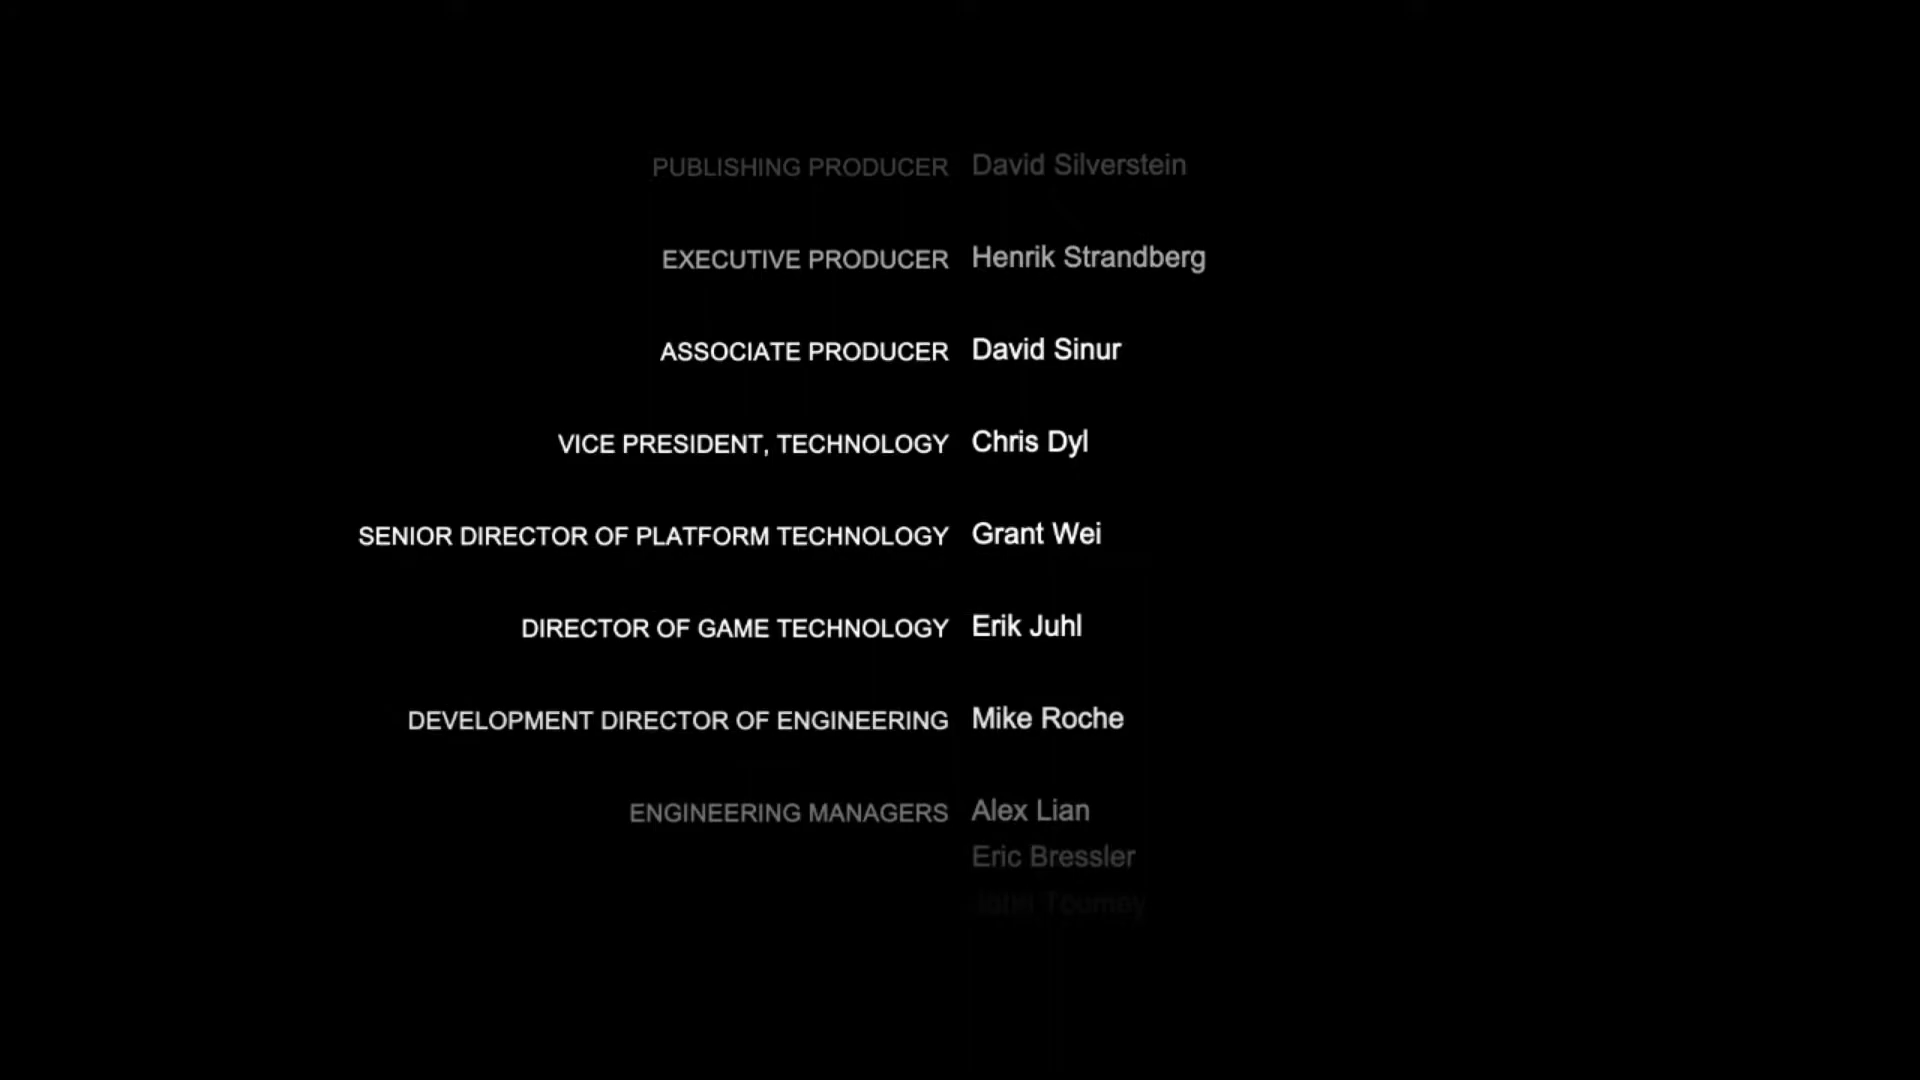 PUBLISHING PRODUCER David Silverstein
EXECUTIVE PRODUCER Henrik Strandberg
ASSOCIATE PRODUCER David Sinur
VICE PRESIDENT, TECHNOLOGY Chris Dyl
SENIOR DIRECTOR OF PLATFORM TECHNOLOGY Grant Wei
DIRECTOR OF GAME TECHNOLOGY Erik Juhl
DEVELOPMENT DIRECTOR OF ENGINEERING Mike Roche
ENGINEERING MANAGERS Alex Lian
Eric Bressler